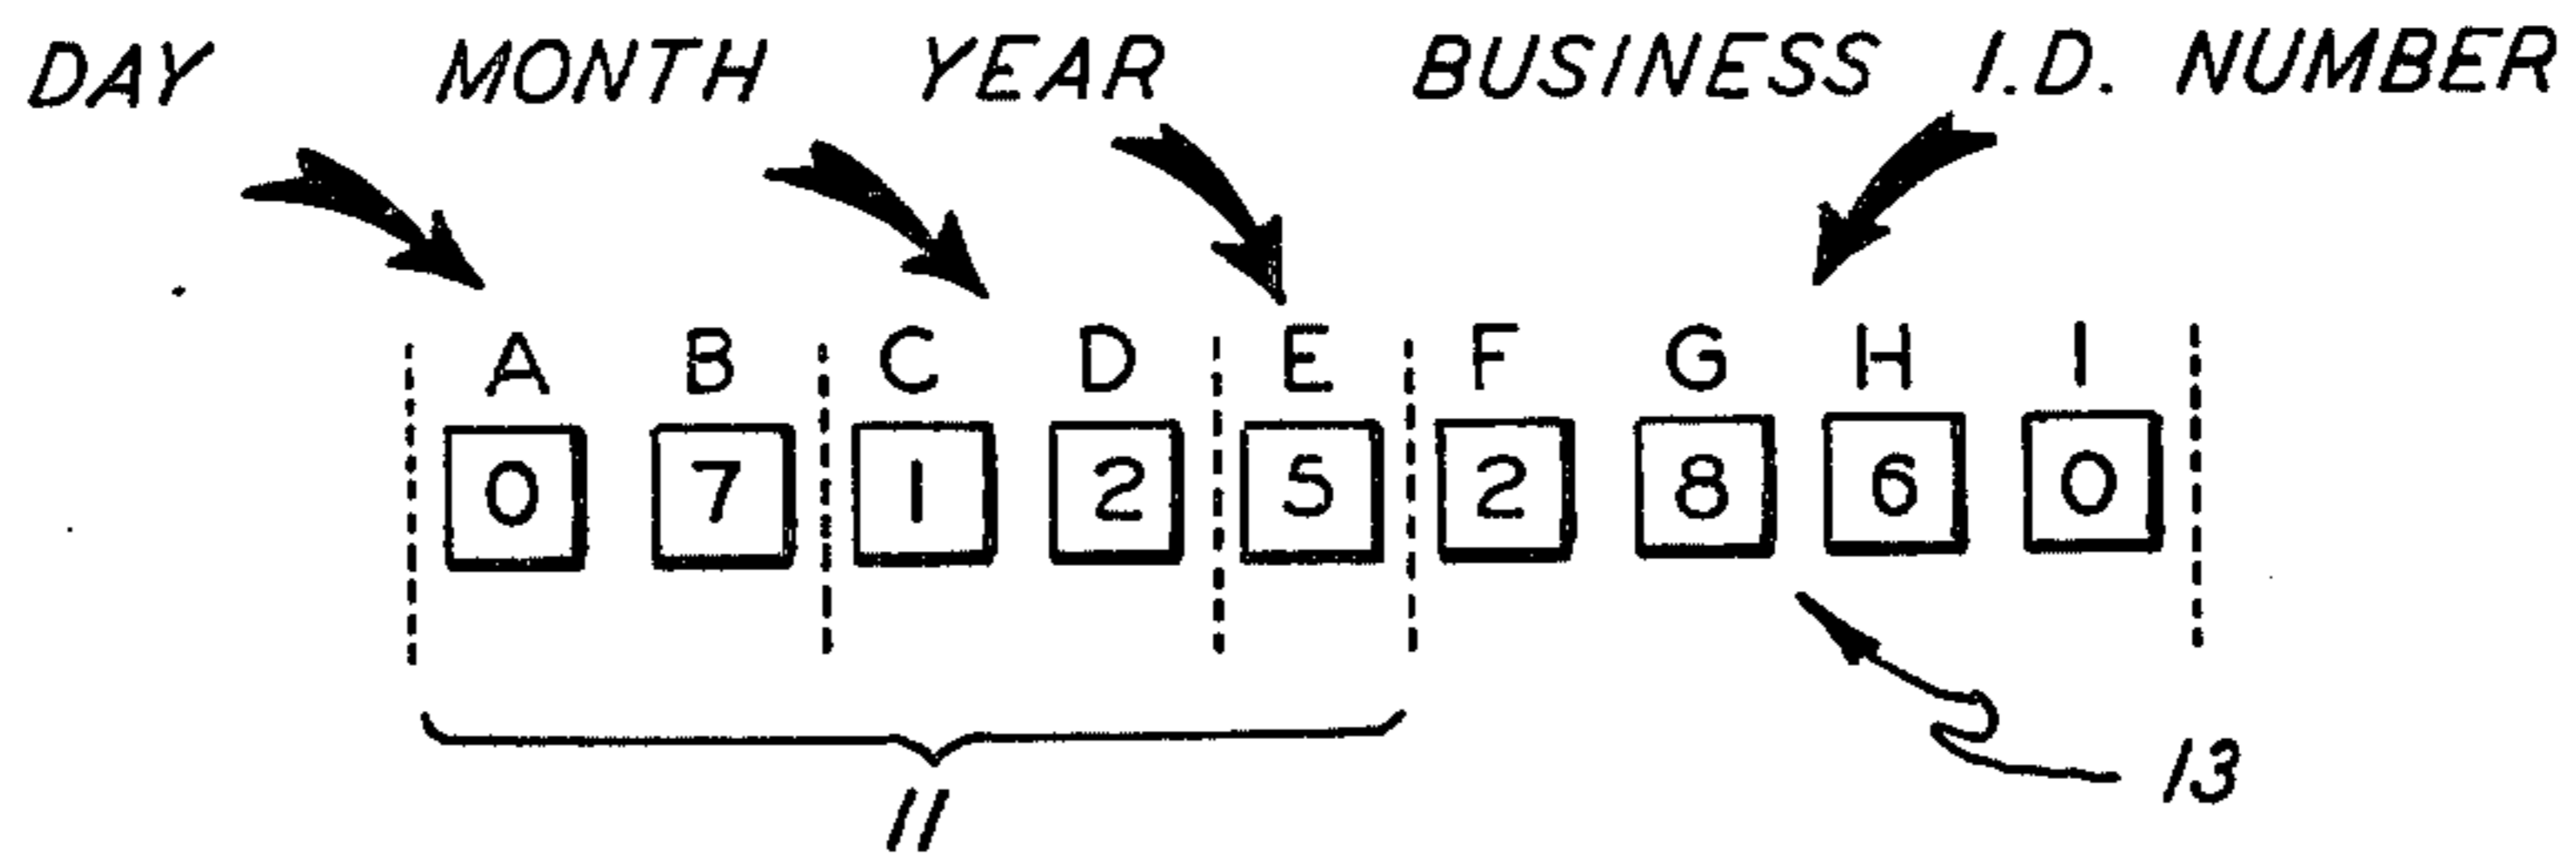 DAY MONTH YEAR BUSINESS I.D. NUMBER
A B C D E F G H I
0 7 1 2 5 2 8 6 0
11 13